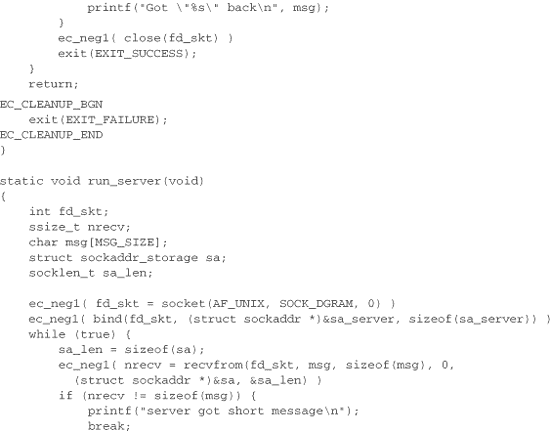 printf("Got \"%s\" back\n", msg);
        }
        ec_neg1( close(fd_skt) )
        exit(EXIT_SUCCESS);
    }
    return;
EC_CLEANUP_BGN
    exit(EXIT_FAILURE);
EC_CLEANUP_END
}
static void run_server(void)
{
    int fd_skt;
    ssize_t nrecv;
    char msg[MSG_SIZE];
    struct sockaddr_storage sa;
    socklen_t sa_len;
    ec_neg1( fd_skt = socket(AF_UNIX, SOCK_DGRAM, 0) )
    ec_neg1( bind(fd_skt, (struct sockaddr *)&sa_server, sizeof(sa_server)) )
    while (true) {
        sa_len = sizeof(sa);
        ec_neg1( nrecv = recvfrom(fd_skt, msg, sizeof(msg), 0,
          (struct sockaddr *)&sa, &sa_len) )
        if (nrecv != sizeof(msg)) {
            printf("server got short message\n");
            break;